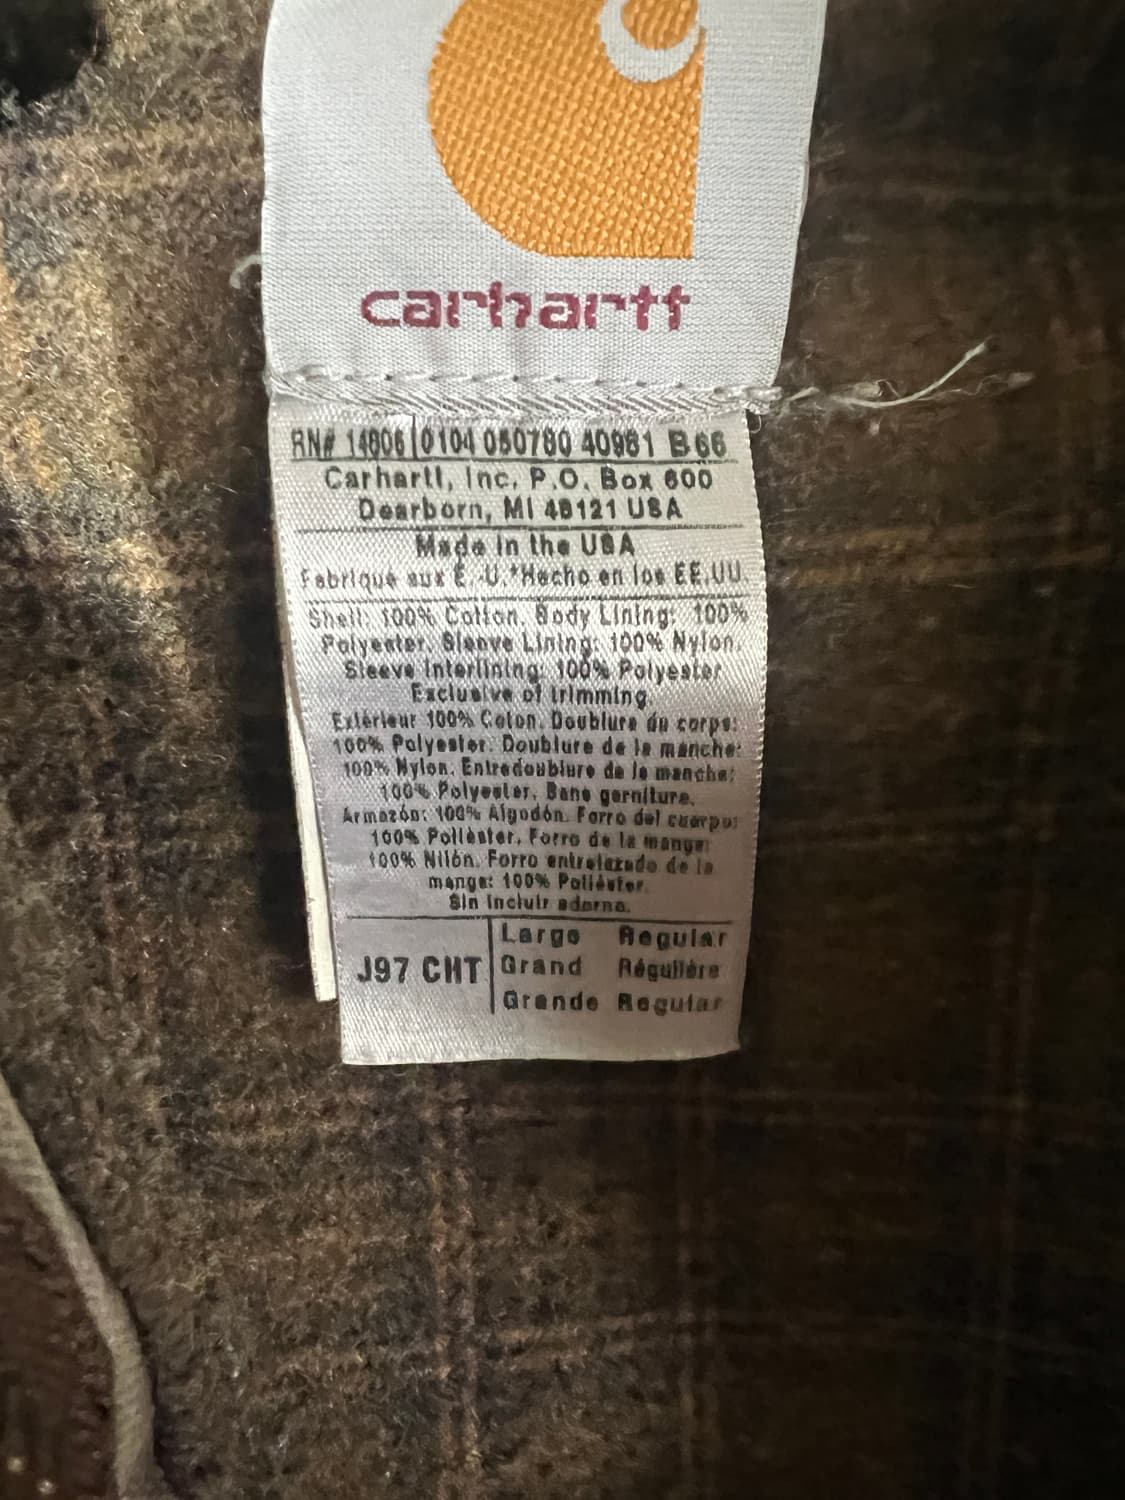 carhartt
RN# 14806 0104 050780 40981 B 66
Carhartt, Inc. P.O. Box 600
Dearborn, MI 48121 USA
Made in the USA
Fabriqué aux É.-U.*Hecho en los EE.UU.
Shell: 100% Cotton. Body Lining: 100%
Polyester. Sleeve Lining: 100% Nylon.
Sleeve Interlining: 100% Polyester
Exclusive of trimming.
Extérieur 100% Coton. Doublure du corps:
100% Polyester. Doublure de la manche:
100% Nylon. Entredoublure de la manche:
100% Polyester. Sans garniture.
Armazón: 100% Algodón. Forro del cuerpo:
100% Poliéster. Forro de la manga:
100% Nilón. Forro entrelazado de la
manga: 100% Poliéster.
Sin incluir adorno.
J97 CHT
Large Regular
Grand Régulière
Grande Regular